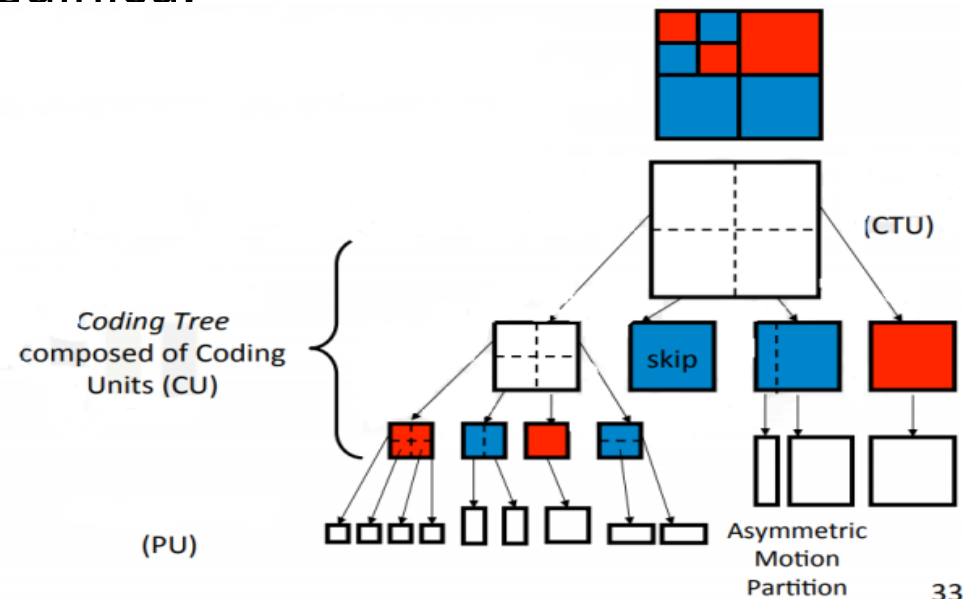 (CTU)
Coding Tree
composed of Coding
Units (CU)
skip
(PU)
Asymmetric
Motion
Partition
33